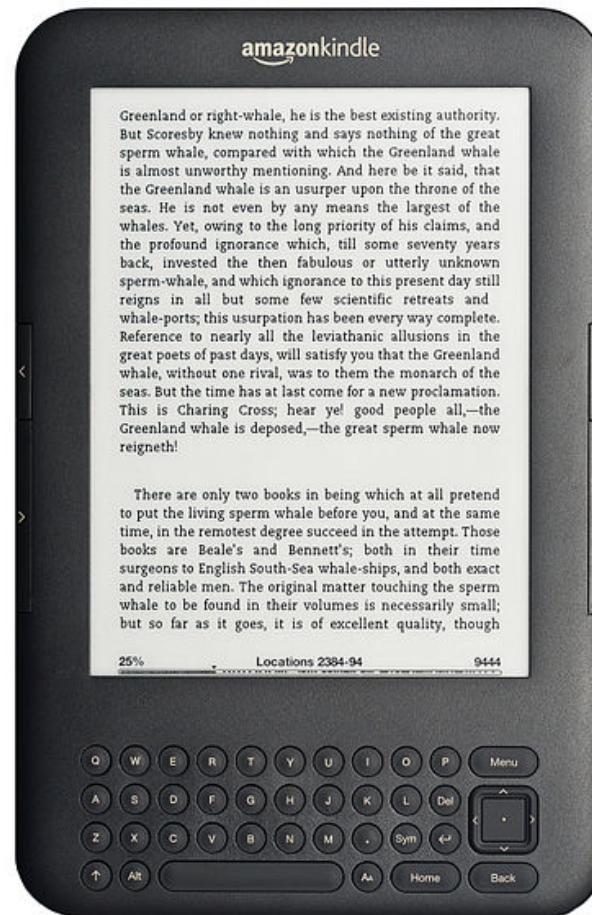 amazonkindle
Greenland or right-whale, he is the best existing authority.
But Scoresby knew nothing and says nothing of the great
sperm whale, compared with which the Greenland whale
is almost unworthy mentioning. And here be it said, that
the Greenland whale is an usurper upon the throne of the
seas. He is not even by any means the largest of the
whales. Yet, owing to the long priority of his claims, and
the profound ignorance which, till some seventy years
back, invested the then fabulous or utterly unknown
sperm-whale, and which ignorance to this present day still
reigns in all but some few scientific retreats and
whale-ports; this usurpation has been every way complete.
Reference to nearly all the leviathanic allusions in the
great poets of past days, will satisfy you that the Greenland
whale, without one rival, was to them the monarch of the
seas. But the time has at last come for a new proclamation.
This is Charing Cross; hear ye! good people all,—the
Greenland whale is deposed,—the great sperm whale now
reigneth!
There are only two books in being which at all pretend
to put the living sperm whale before you, and at the same
time, in the remotest degree succeed in the attempt. Those
books are Beale's and Bennett's; both in their time
surgeons to English South-Sea whale-ships, and both exact
and reliable men. The original matter touching the sperm
whale to be found in their volumes is necessarily small;
but so far as it goes, it is of excellent quality, though
25% Locations 2384-94 9444
Q W E R T Y U I O P Menu
A S D F G H J K L Del
Z X C V B N M . Sym
Alt Aa Home Back